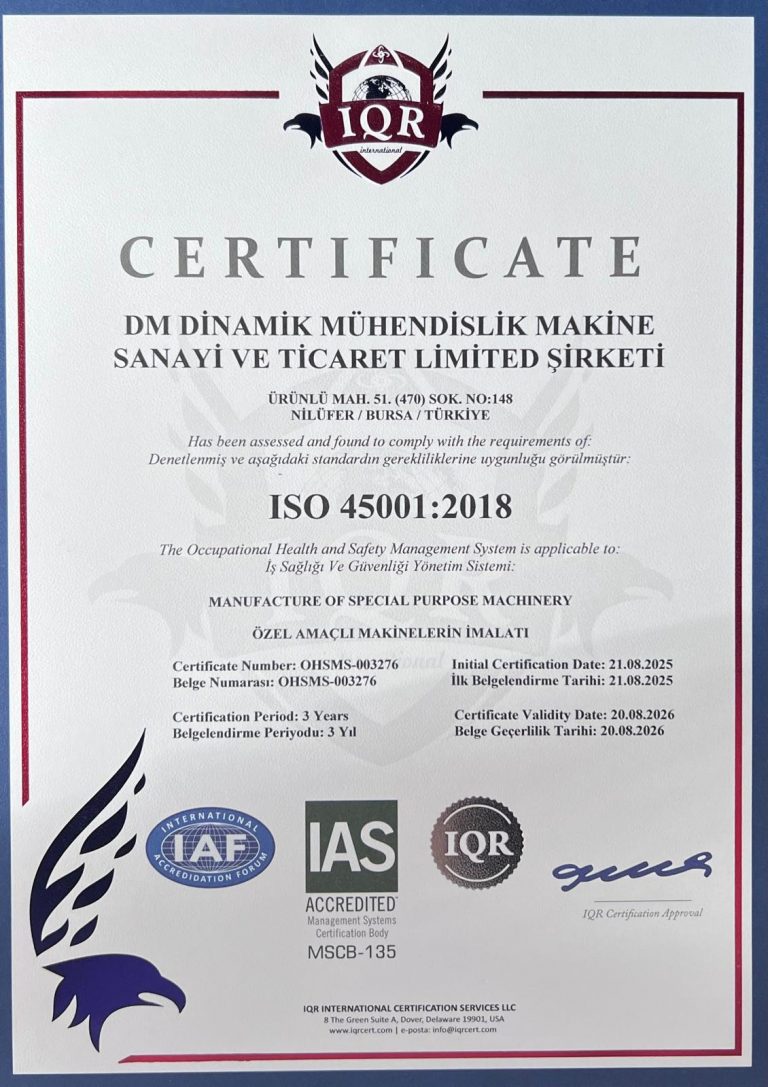 IQR
international
CERTIFICATE
DM DİNAMİK MÜHENDİSLİK MAKİNE
SANAYİ VE TİCARET LİMİTED ŞİRKETİ
ÜRÜNLÜ MAH. 51. (470) SOK. NO:148
NİLÜFER / BURSA / TÜRKİYE
Has been assessed and found to comply with the requirements of:
Denetlenmiş ve aşağıdaki standardın gerekliliklerine uygunluğu görülmüştür:
ISO 45001:2018
The Occupational Health and Safety Management System is applicable to:
İş Sağlığı Ve Güvenliği Yönetim Sistemi:
MANUFACTURE OF SPECIAL PURPOSE MACHINERY
ÖZEL AMAÇLI MAKİNELERİN İMALATI
Certificate Number: OHSMS-003276
Belge Numarası: OHSMS-003276
Initial Certification Date: 21.08.2025
İlk Belgelendirme Tarihi: 21.08.2025
Certification Period: 3 Years
Belgelendirme Periyodu: 3 Yıl
Certificate Validity Date: 20.08.2026
Belge Geçerlilik Tarihi: 20.08.2026
INTERNATIONAL
IAF
ACCREDIDATION FORUM
IAS
ACCREDITED
Management Systems
Certification Body
MSCB-135
IQR
IQR Certification Approval
IQR INTERNATIONAL CERTIFICATION SERVICES LLC
8 The Green Suite A, Dover, Delaware 19901, USA
www.iqrcert.com | e-posta: info@iqrcert.com